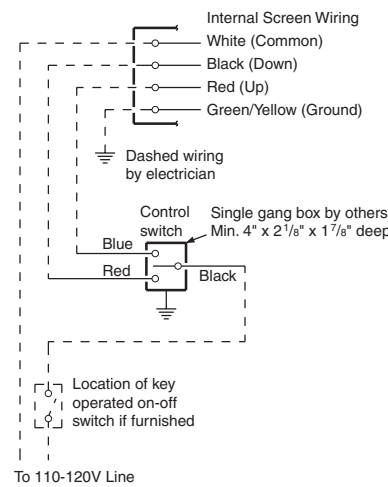 Internal Screen Wiring
White (Common)
Black (Down)
Red (Up)
Green/Yellow (Ground)
Dashed wiring
by electrician
Control
switch
Single gang box by others
Min. 4" x 2 1/8" x 1 7/8" deep
Blue
Red
Black
Location of key
operated on-off
switch if furnished
To 110-120V Line